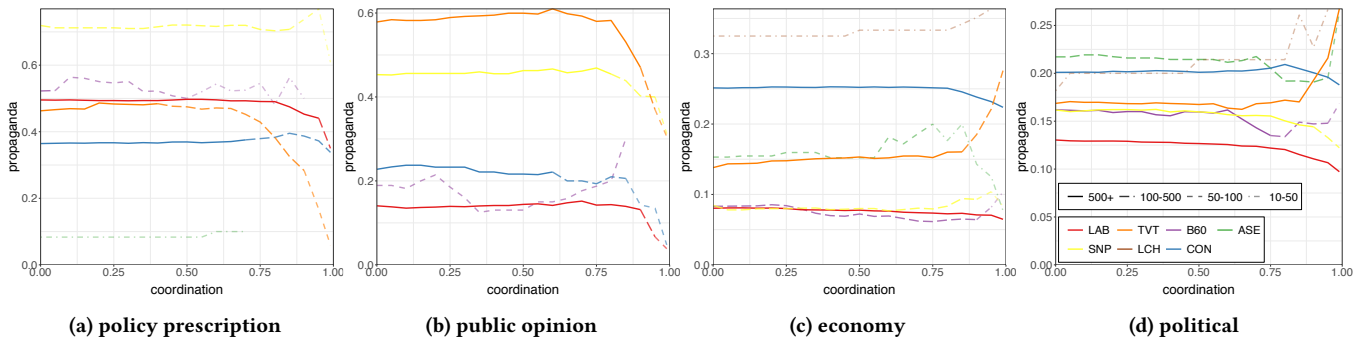 propaganda
0.6
0.4
0.2
0.0
0.00 0.25 0.50 0.75 1.00
coordination
(a) policy prescription
propaganda
0.6
0.4
0.2
0.0
0.00 0.25 0.50 0.75 1.00
coordination
(b) public opinion
propaganda
0.3
0.2
0.1
0.0
0.00 0.25 0.50 0.75 1.00
coordination
(c) economy
propaganda
0.25
0.20
0.15
0.10
0.05
0.00
500+ 100-500 50-100 10-50
LAB TVT B60 ASE
SNP LCH CON
0.00 0.25 0.50 0.75 1.00
coordination
(d) political